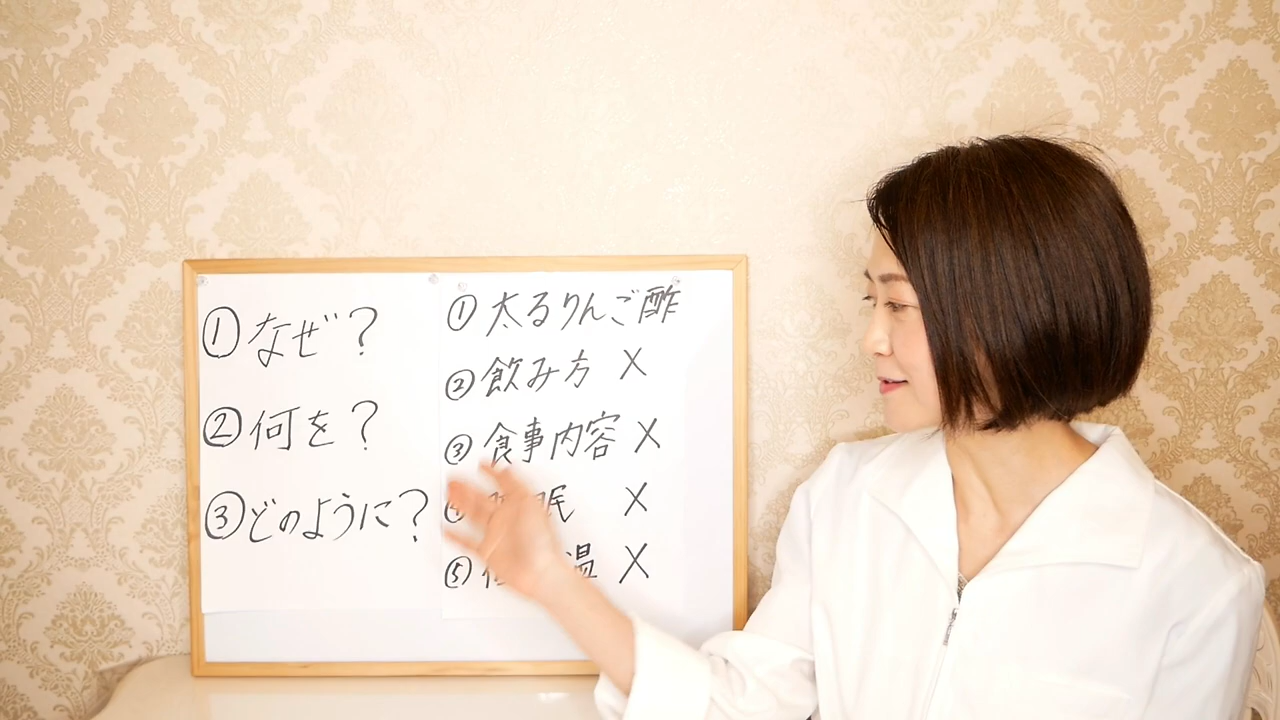 ①なぜ?
②何を?
③どのように?
①太るりんご酢
②飲み方 ×
③食事内容 ×
眠 ×
⑤ 温 ×